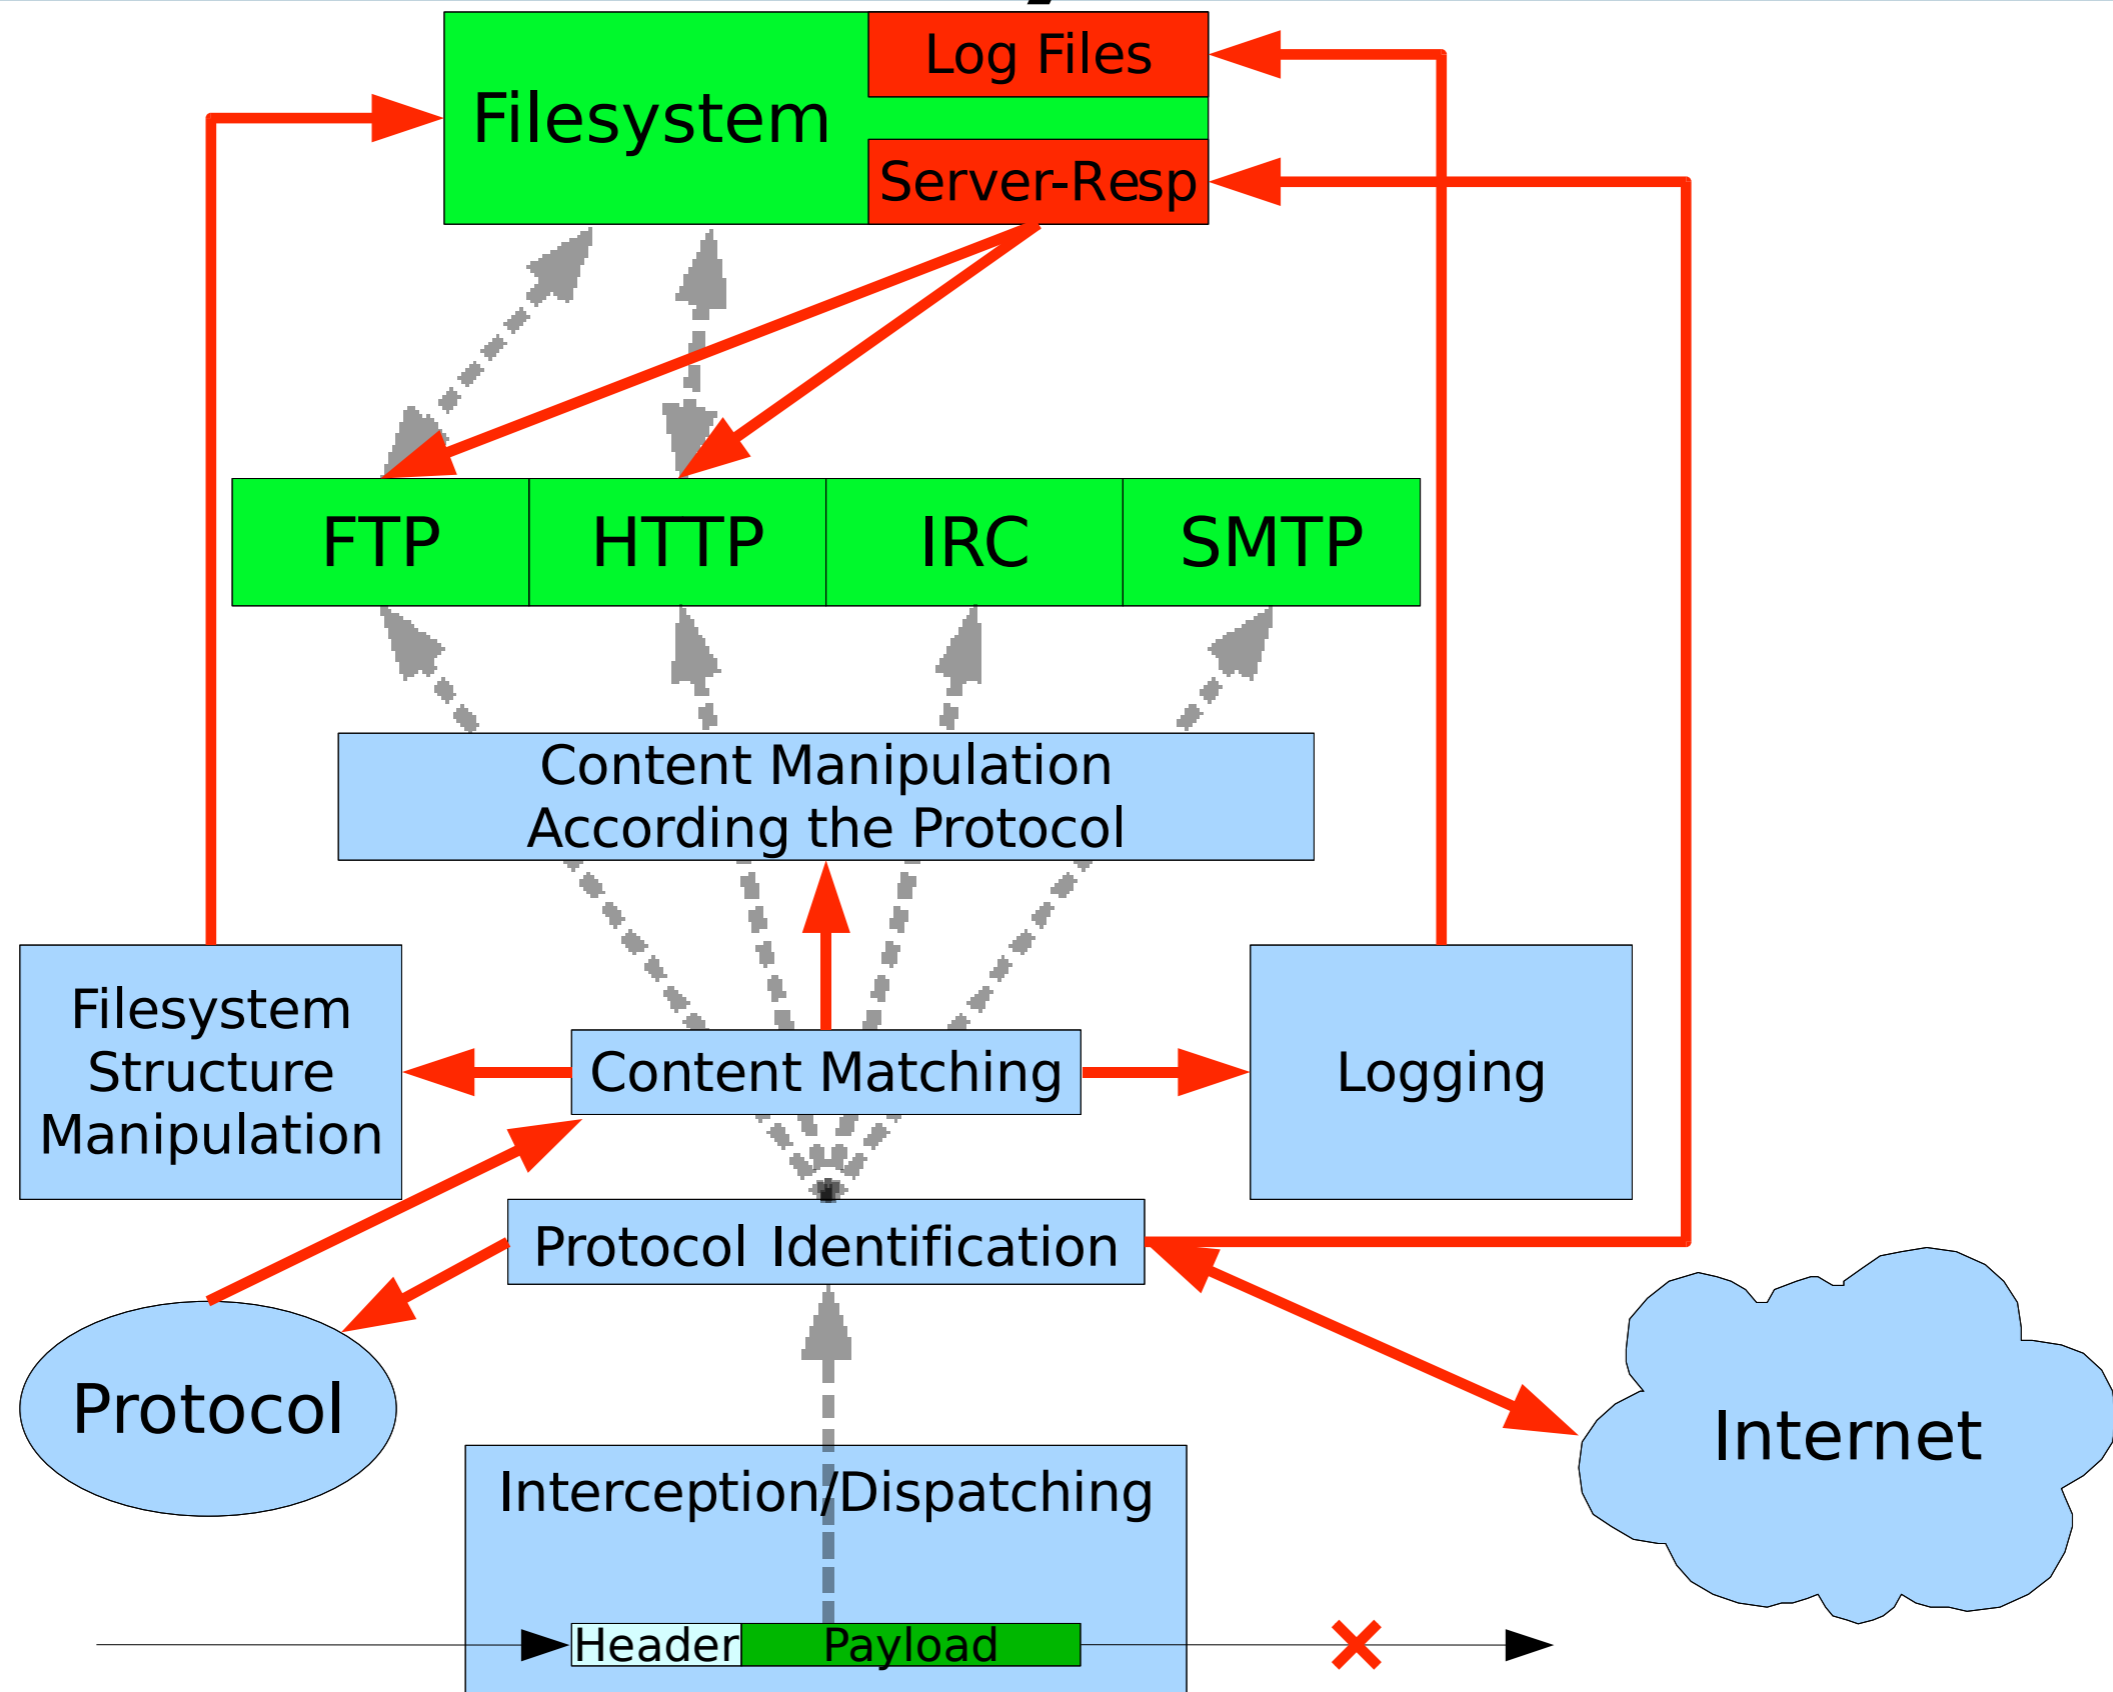 Log Files
Filesystem
Server-Resp
FTP
HTTP
IRC
SMTP
Content Manipulation
According the Protocol
Filesystem
Structure
Manipulation
Content Matching
Logging
Protocol Identification
Protocol
Internet
Interception/Dispatching
Header
Payload